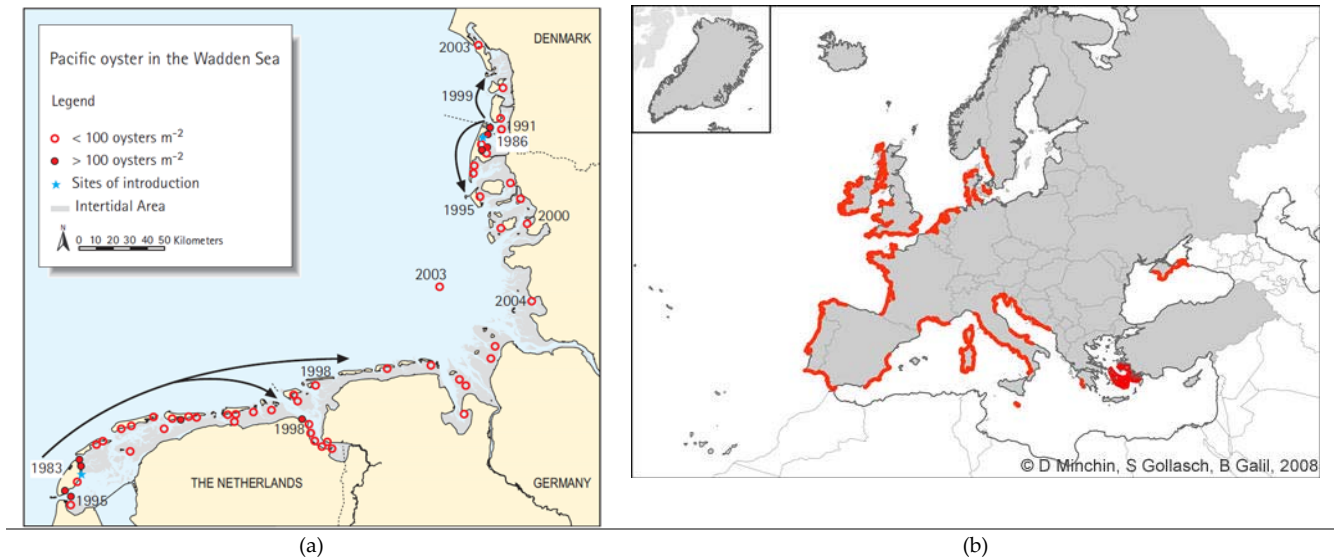 Pacific oyster in the Wadden Sea
Legend
< 100 oysters m⁻²
> 100 oysters m⁻²
Sites of introduction
Intertidal Area
N
0 10 20 30 40 50 Kilometers
DENMARK
2003
1999
1991
1986
1995
2000
2003
2004
1998
1998
1983
1995
THE NETHERLANDS
GERMANY
(a)
© D Minchin, S Gollasch, B Galil, 2008
(b)